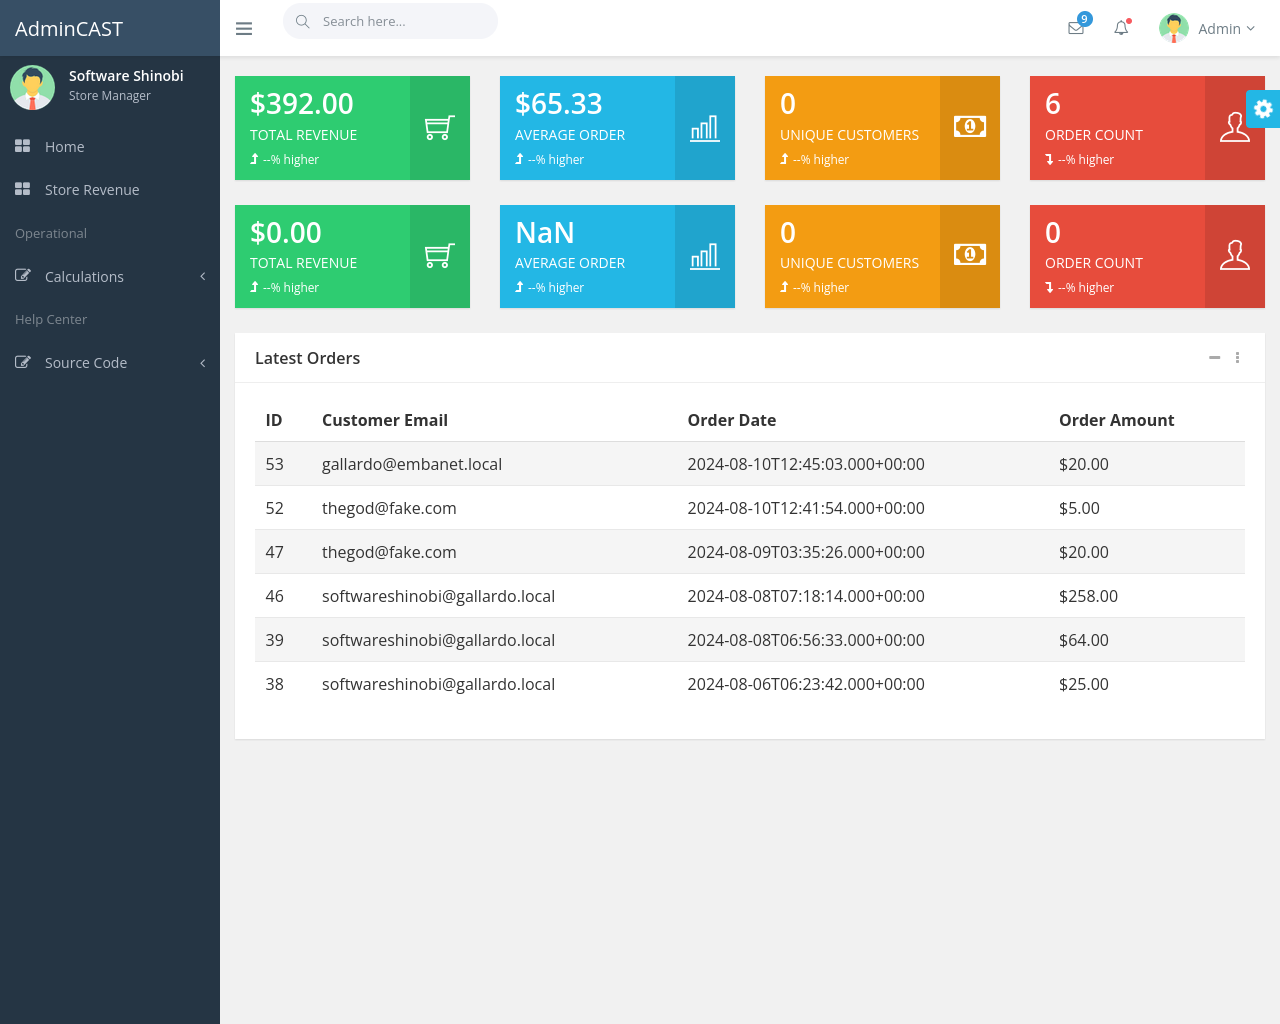 AdminCAST
Search here...
9
Admin
Software Shinobi
Store Manager
Home
Store Revenue
Operational
Calculations
Help Center
Source Code
$392.00
TOTAL REVENUE
--% higher
$65.33
AVERAGE ORDER
--% higher
0
UNIQUE CUSTOMERS
--% higher
1
6
ORDER COUNT
--% higher
$0.00
TOTAL REVENUE
--% higher
NaN
AVERAGE ORDER
--% higher
0
UNIQUE CUSTOMERS
--% higher
1
0
ORDER COUNT
--% higher
Latest Orders
ID Customer Email Order Date Order Amount
53 gallardo@embanet.local 2024-08-10T12:45:03.000+00:00 $20.00
52 thegod@fake.com 2024-08-10T12:41:54.000+00:00 $5.00
47 thegod@fake.com 2024-08-09T03:35:26.000+00:00 $20.00
46 softwareshinobi@gallardo.local 2024-08-08T07:18:14.000+00:00 $258.00
39 softwareshinobi@gallardo.local 2024-08-08T06:56:33.000+00:00 $64.00
38 softwareshinobi@gallardo.local 2024-08-06T06:23:42.000+00:00 $25.00